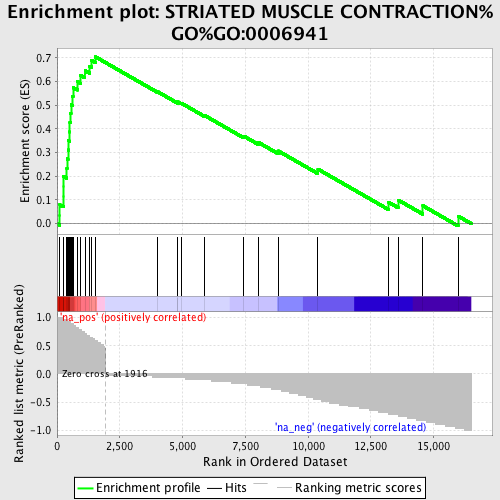 Enrichment plot: STRIATED MUSCLE CONTRACTION%
GO%GO:0006941
Enrichment score (ES)
0.7
0.6
0.5
0.4
0.3
0.2
0.1
0.0
Ranked list metric (PreRanked)
1.0
0.5
0.0
-0.5
-1.0
'na_pos' (positively correlated)
Zero cross at 1916
'na_neg' (negatively correlated)
0
2,500
5,000
7,500
10,000
12,500
15,000
Rank in Ordered Dataset
Enrichment profile
Hits
Ranking metric scores